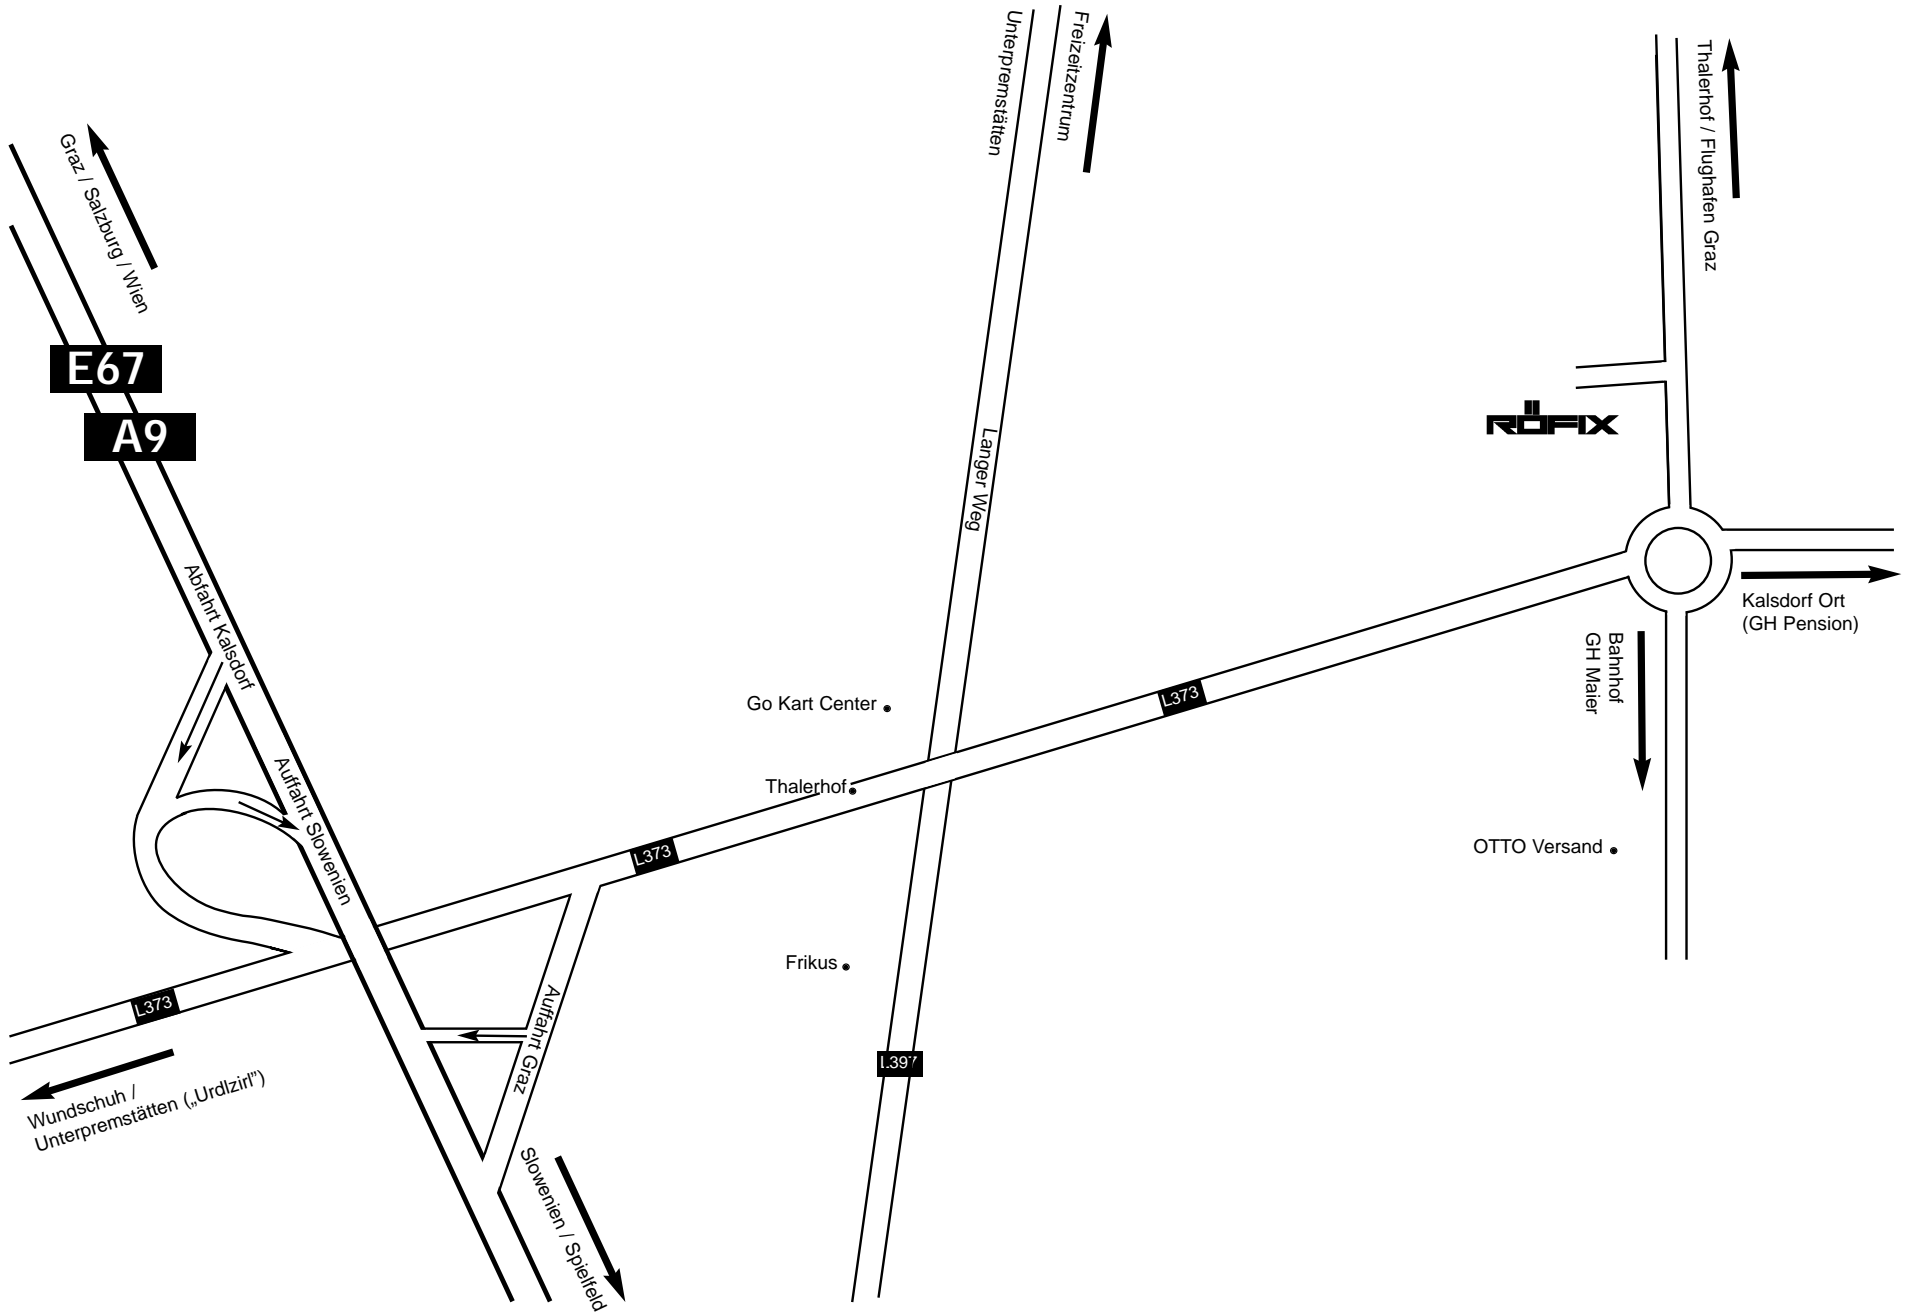 Unterpremstätten
Freizeitzentrum
Thalerhof / Flughafen Graz
Graz / Salzburg / Wien
E67
A9
RÖFIX
Langer Weg
Abfahrt Kalsdorf
Kalsdorf Ort
(GH Pension)
Bahnhof
GH Maier
Go Kart Center
L373
Thalerhof
Auffahrt Slowenien
L373
OTTO Versand
Frikus
L373
Auffahrt Graz
L397
Wundschuh /
Unterpremstätten („Urdlzirl”)
Slowenien / Spielfeld